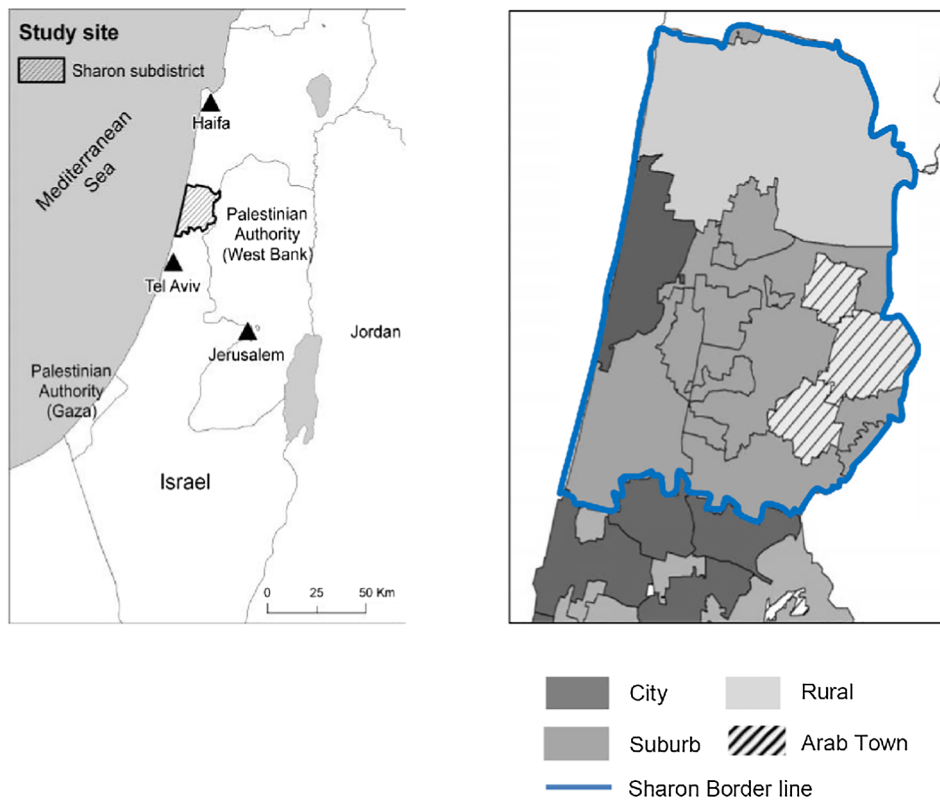 Study site
Sharon subdistrict
Haifa
Mediterranean
Sea
Palestinian
Authority
(West Bank)
Tel Aviv
Jerusalem
Jordan
Palestinian
Authority
(Gaza)
Israel
0 25 50 Km
City
Rural
Suburb
Arab Town
Sharon Border line